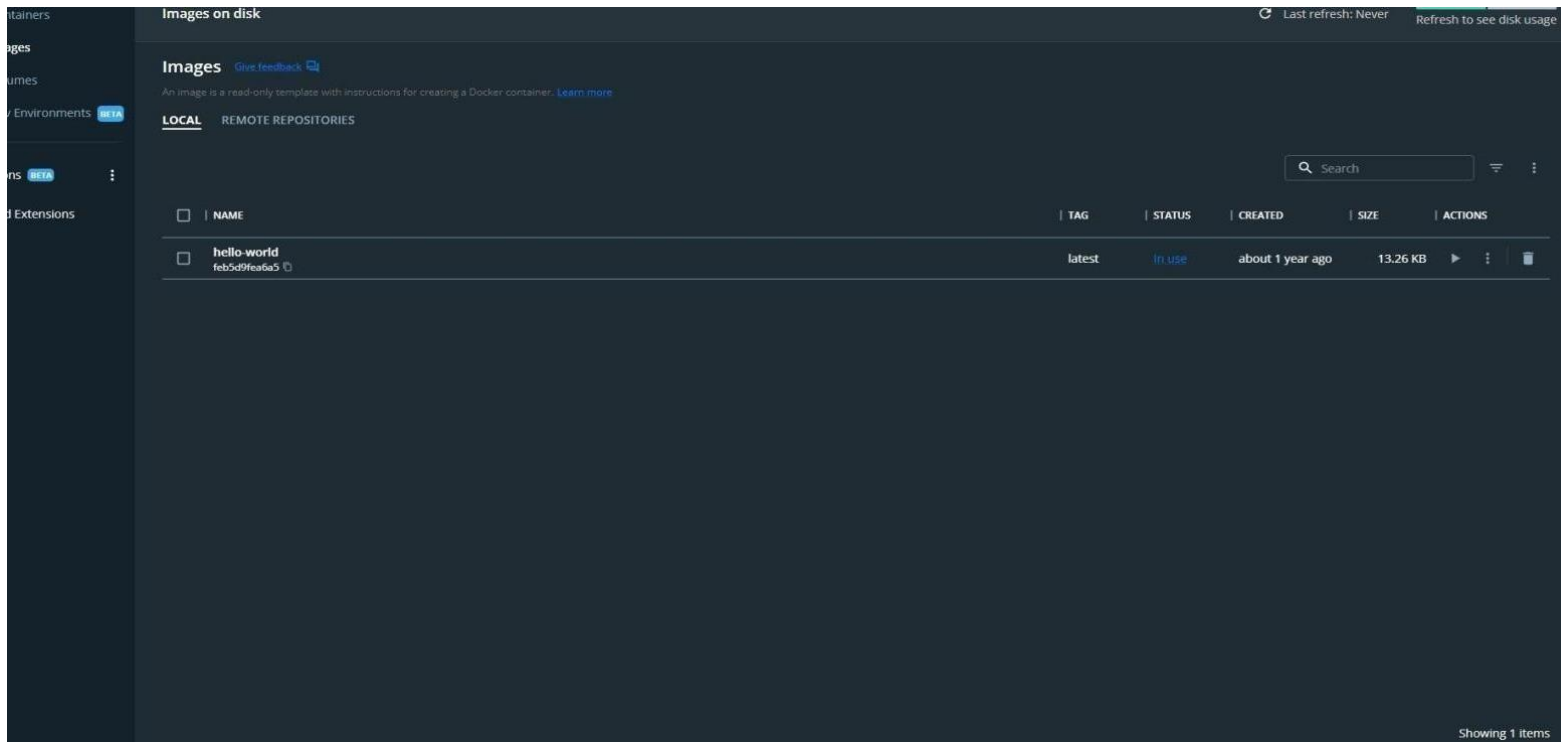 ntainers
ages
umes
v Environments BETA
ons BETA
d Extensions
Images on disk
Last refresh: Never
Refresh to see disk usage
Images Give feedback
An image is a read-only template with instructions for creating a Docker container. Learn more
LOCAL REMOTE REPOSITORIES
Search
NAME TAG STATUS CREATED SIZE ACTIONS
hello-world latest In use about 1 year ago 13.26 KB
feb5d9fea6a5
Showing 1 items